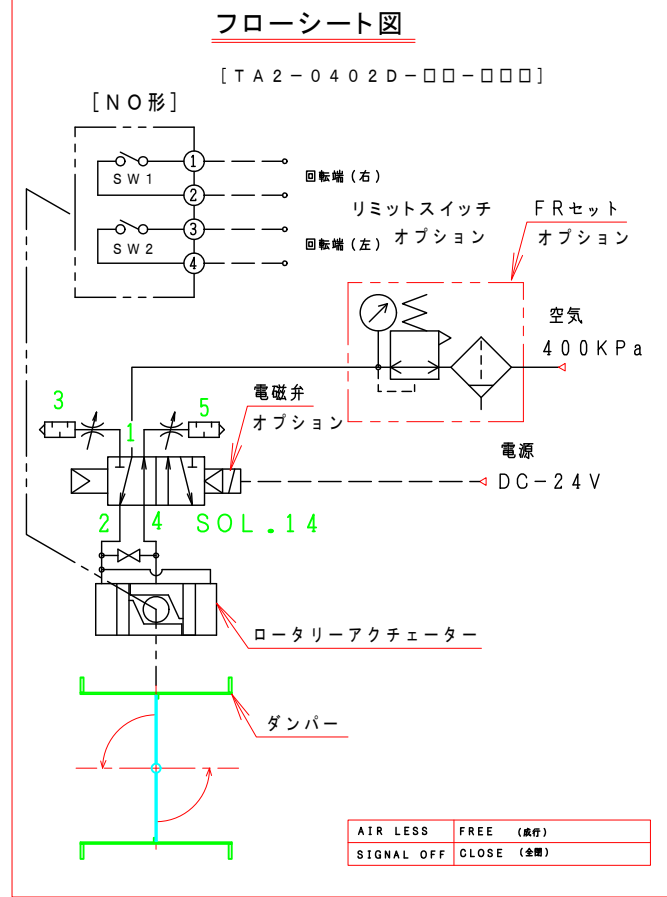 フローシート図
[TA2-0402D-□□-□□□]
[NO形]
1
SW1
2
回転端(右)
3
SW2
4
回転端(左)
リミットスイッチ
オプション
FRセット
オプション
空気
400KPa
3
1
5
電磁弁
オプション
電源
DC-24V
2
4
SOL.14
ロータリーアクチェーター
ダンパー
AIR LESS FREE (成行)
SIGNAL OFF CLOSE (全閉)